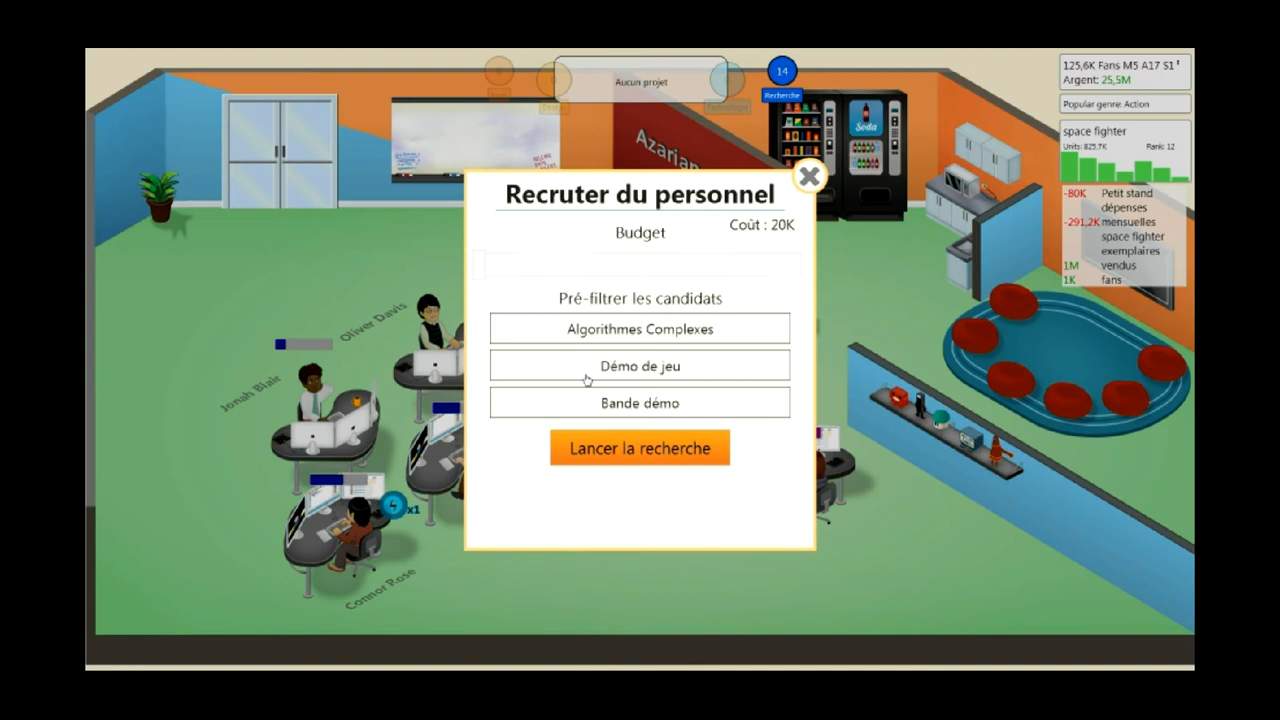 Aucun projet
14
Recherche
125,6K Fans M5 A17 S1
Argent: 25,5M
Popular genre: Action
space fighter
Units: 825,7K Rank: 12
-80K Petit stand
dépenses
-291,2K mensuelles
space fighter
exemplaires
1M vendus
1K fans
Soda
Azarian
Recruter du personnel
Coût : 20K
Budget
Pré-filtrer les candidats
Algorithmes Complexes
Démo de jeu
Bande démo
Lancer la recherche
Oliver Davis
Jonah Blair
x1
Connor Rose